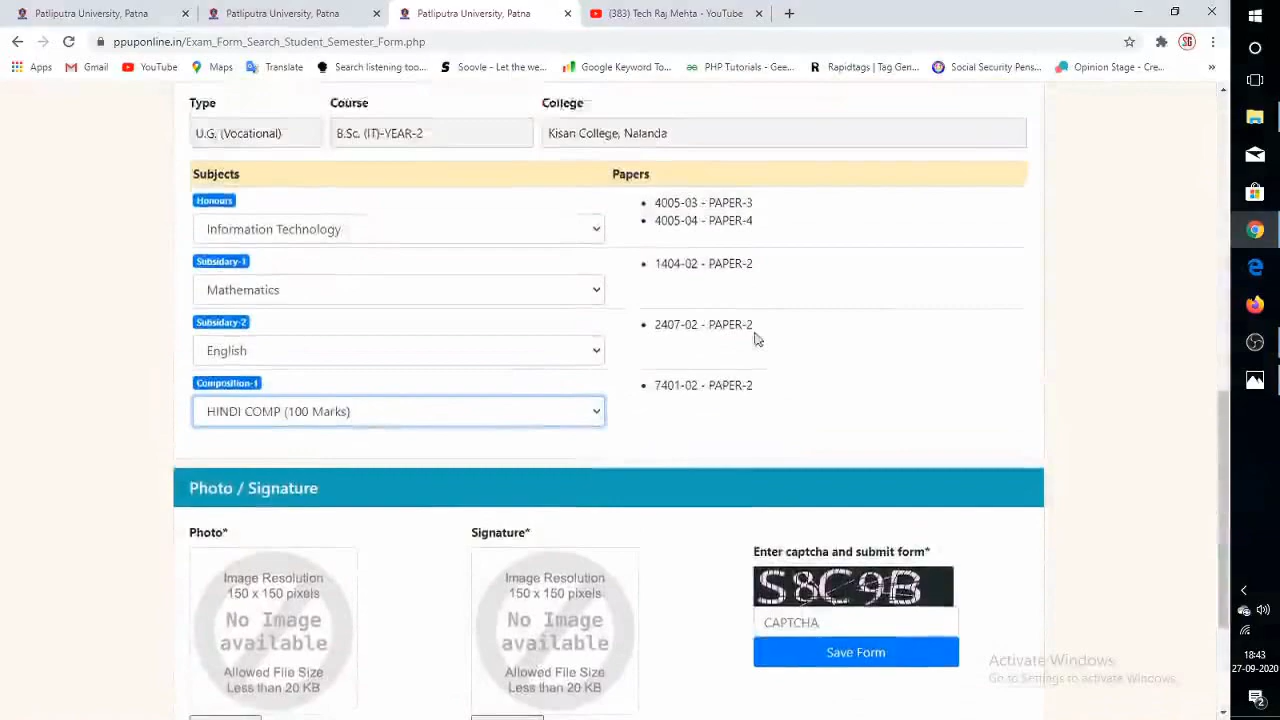 Patliputra University, Patna
Patliputra University, Patna
Patliputra University, Patna
(383) Tech Raj Mehta - YouTube
ppuponline.in/Exam_Form_Search_Student_Semester_Form.php
SG
Apps
Gmail
YouTube
Maps
Translate
Search listening too...
Soovle - Let the we...
Google Keyword To...
PHP Tutorials - Gee...
Rapidtags | Tag Gen...
Social Security Pens...
Opinion Stage - Cre...
Type
Course
College
U.G. (Vocational)
B.Sc. (IT)-YEAR-2
Kisan College, Nalanda
Subjects
Papers
Honours
Information Technology
4005-03 - PAPER-3
4005-04 - PAPER-4
Subsidary-1
Mathematics
1404-02 - PAPER-2
Subsidary-2
English
2407-02 - PAPER-2
Composition-1
HINDI COMP (100 Marks)
7401-02 - PAPER-2
Photo / Signature
Photo*
Image Resolution
150 x 150 pixels
No Image
available
Allowed File Size
Less than 20 KB
Signature*
Image Resolution
150 x 150 pixels
No Image
available
Allowed File Size
Less than 20 KB
Enter captcha and submit form*
S8C9B
CAPTCHA
Save Form
Activate Windows
Go to Settings to activate Windows.
18:43
27-09-2020
2